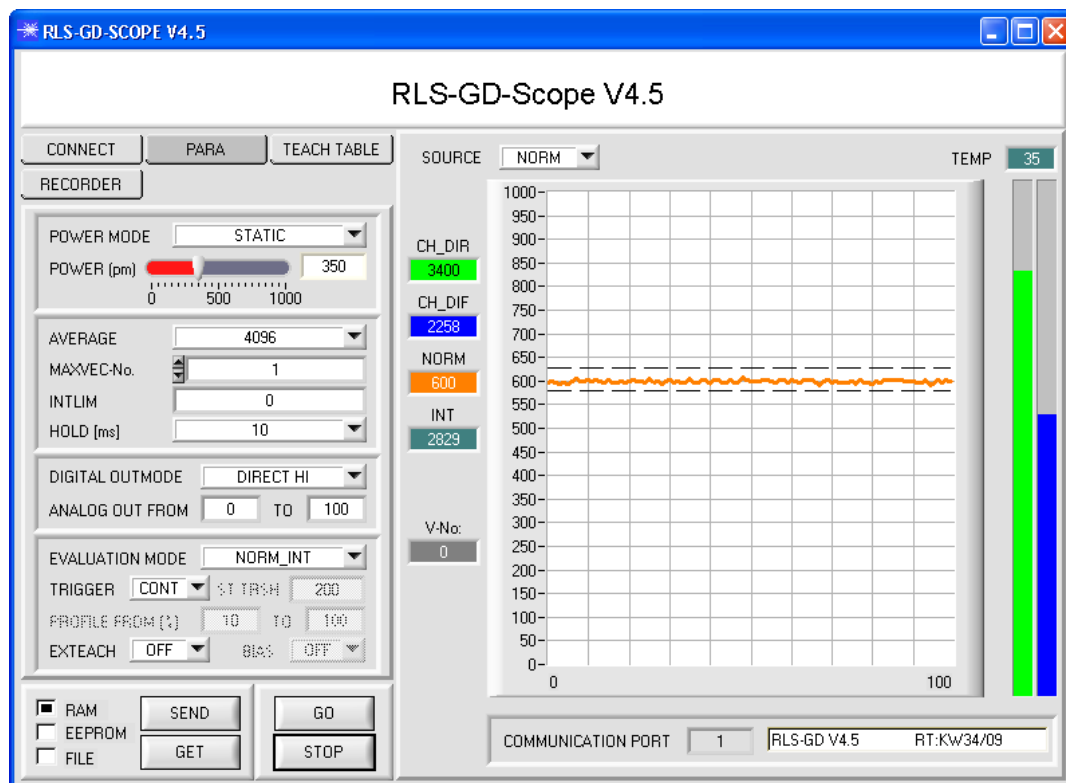 RLS-GD-SCOPE V4.5
RLS-GD-Scope V4.5
CONNECT PARA TEACH TABLE
RECORDER
POWER MODE STATIC
POWER (pm) 350
0 500 1000
AVERAGE 4096
MAXVEC-No. 1
INTLIM 0
HOLD [ms] 10
DIGITAL OUTMODE DIRECT HI
ANALOG OUT FROM 0 TO 100
EVALUATION MODE NORM_INT
TRIGGER CONT ST TRSH 200
PROFILE FROM (%) 10 TO 100
EXTEACH OFF BIAS OFF
RAM
EEPROM
FILE
SEND
GET
GO
STOP
SOURCE NORM
TEMP 35
CH_DIR
3400
CH_DIF
2258
NORM
600
INT
2829
V-No:
0
1000
950
900
850
800
750
700
650
600
550
500
450
400
350
300
250
200
150
100
50
0
0 100
COMMUNICATION PORT 1 RLS-GD V4.5 RT:KW34/09